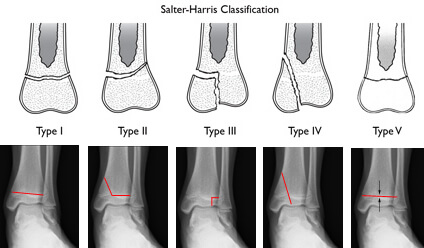 Salter-Harris Classification
Type I
Type II
Type III
Type IV
Type V